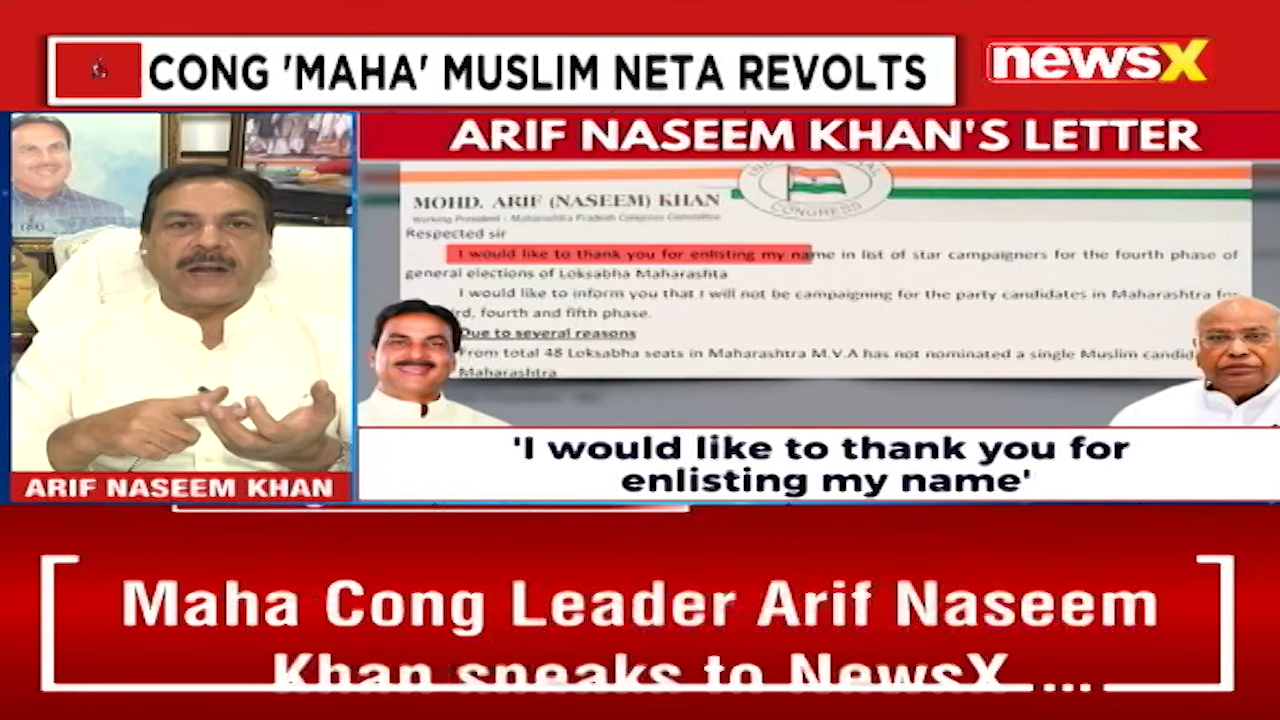 CONG 'MAHA' MUSLIM NETA REVOLTS
newsX
ARIF NASEEM KHAN'S LETTER
CONGRESS
MOHD. ARIF (NASEEM) KHAN
Working President - Maharashtra Pradesh Congress Committee
Respected sir
I would like to thank you for enlisting my name in list of star campaigners for the fourth phase of
general elections of Loksabha Maharashta
I would like to inform you that I will not be campaigning for the party candidates in Maharashtra for
fourth and fifth phase.
Due to several reasons
From total 48 Loksabha seats in Maharashtra M.V.A has not nominated a single Muslim candid
Maharashtra
'I would like to thank you for
enlisting my name'
ARIF NASEEM KHAN
Maha Cong Leader Arif Naseem
Khan speaks to NewsX ....